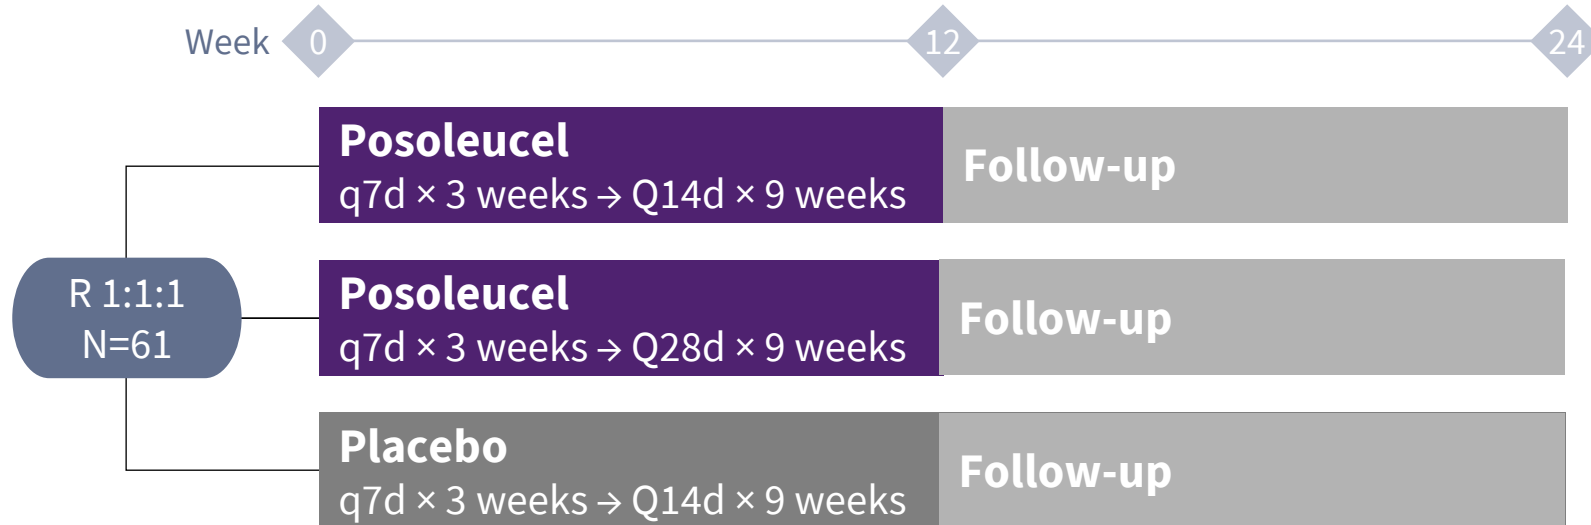 Week 0 12 24
Posoleucel
q7d × 3 weeks → Q14d × 9 weeks
Follow-up
R 1:1:1
N=61
Posoleucel
q7d × 3 weeks → Q28d × 9 weeks
Follow-up
Placebo
q7d × 3 weeks → Q14d × 9 weeks
Follow-up